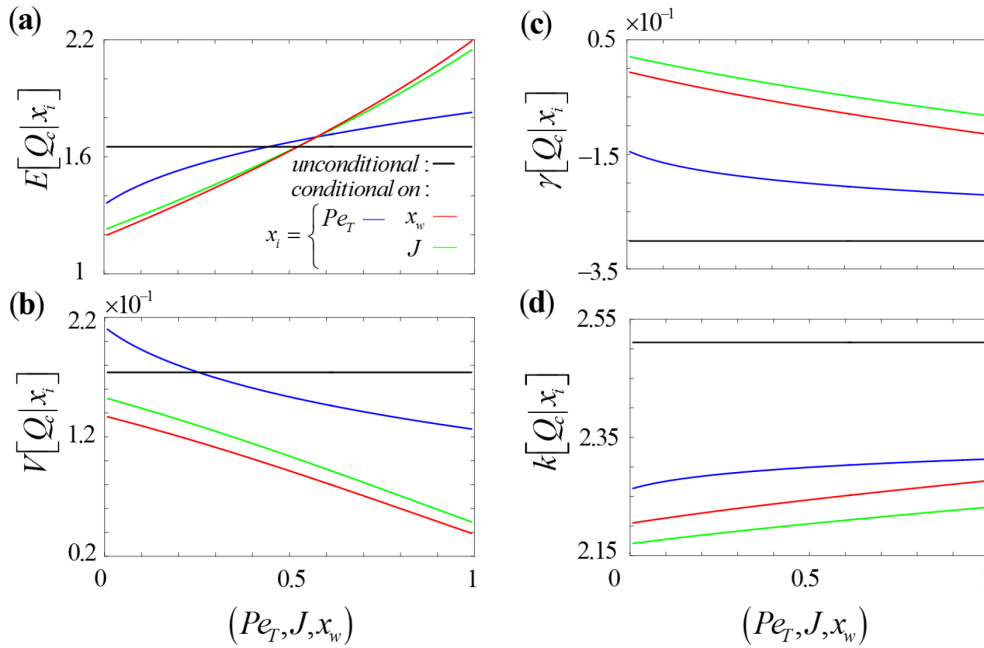 (a)
2.2
1.6
1
E[Q_c|x_i]
unconditional :
conditional on :
x_i = { Pe_T x_w
J
(b)
×10⁻¹
2.2
1.2
0.2
V[Q_c|x_i]
0 0.5 1
(Pe_T, J, x_w)
(c)
×10⁻¹
0.5
−1.5
−3.5
γ[Q_c|x_i]
(d)
2.55
2.35
2.15
k[Q_c|x_i]
0 0.5 1
(Pe_T, J, x_w)